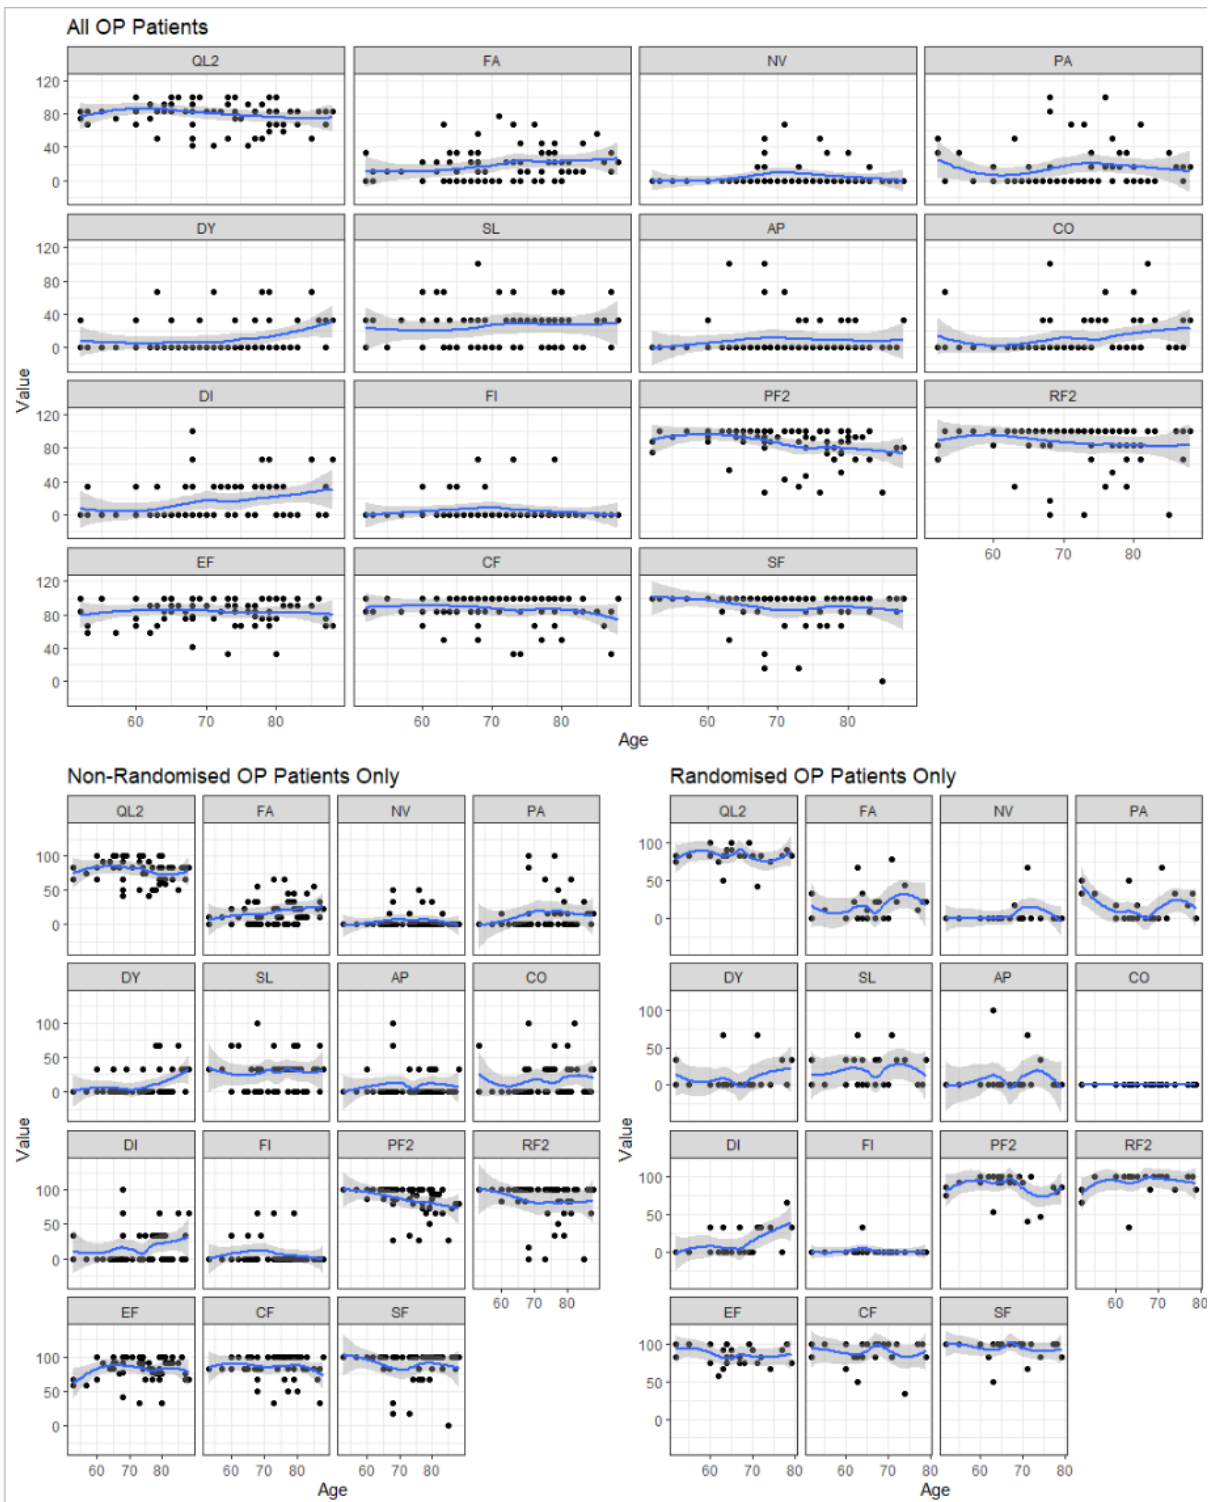 All OP Patients
QL2 FA NV PA
120
80
40
0
DY SL AP CO
120
80
40
0
DI FI PF2 RF2
120
80
40
0
60 70 80
EF CF SF
120
80
40
0
60 70 80 60 70 80 60 70 80
Value
Age
Non-Randomised OP Patients Only
QL2 FA NV PA
100
50
0
DY SL AP CO
100
50
0
DI FI PF2 RF2
100
50
0
60 70 80
EF CF SF
100
50
0
60 70 80 60 70 80 60 70 80
Value
Age
Randomised OP Patients Only
QL2 FA NV PA
100
50
0
DY SL AP CO
100
50
0
DI FI PF2 RF2
100
50
0
60 70 80
EF CF SF
100
50
0
60 70 80 60 70 80 60 70 80
Value
Age